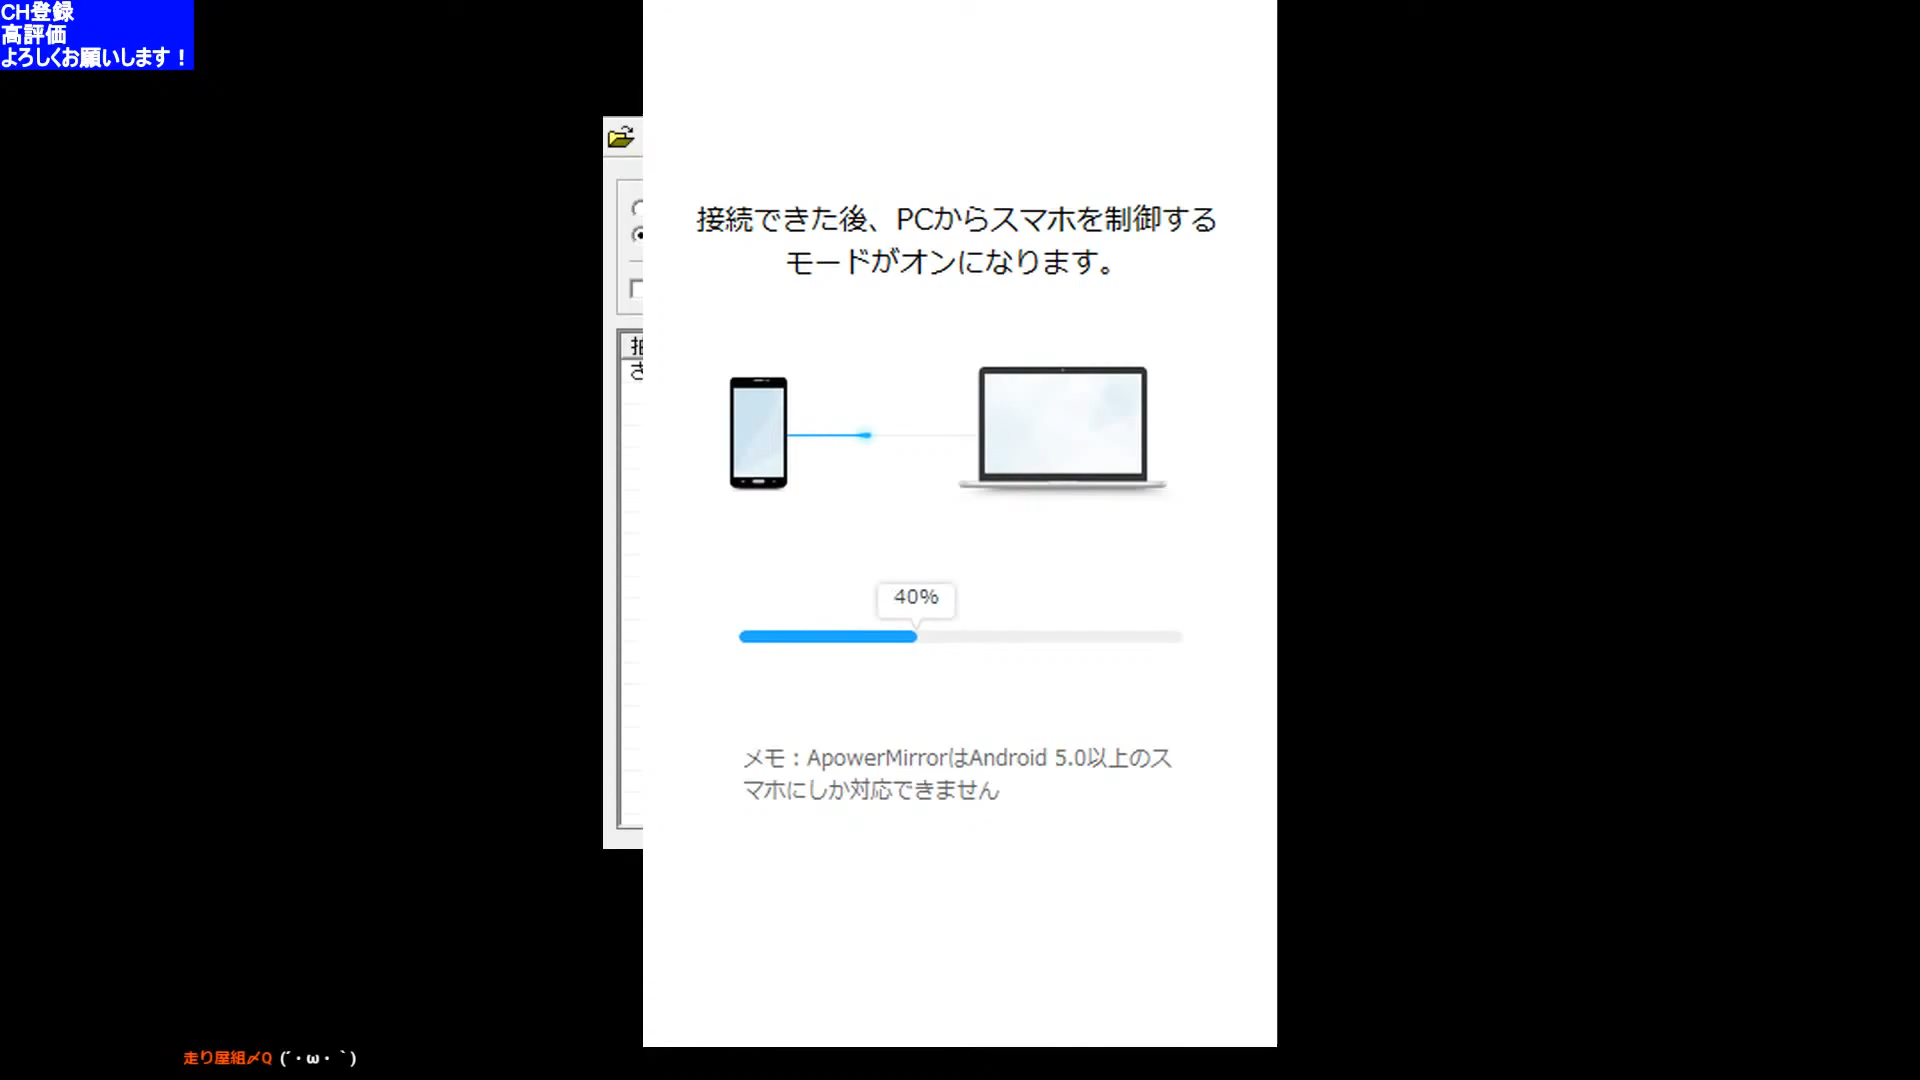 CH登録
高評価
よろしくお願いします！
接続できた後、PCからスマホを制御する
モードがオンになります。
40%
メモ：ApowerMirrorはAndroid 5.0以上のス
マホにしか対応できません
走り屋組〆Q (´・ω・｀)